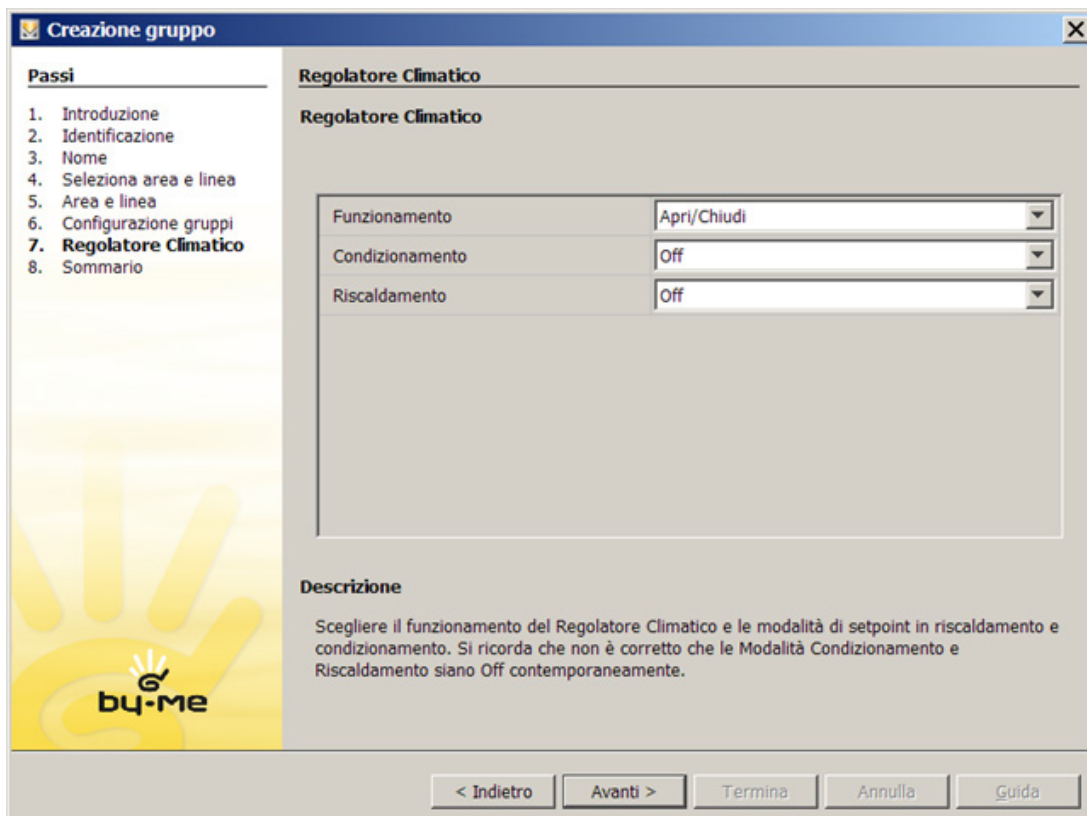 Creazione gruppo
Passi
1. Introduzione
2. Identificazione
3. Nome
4. Seleziona area e linea
5. Area e linea
6. Configurazione gruppi
7. Regolatore Climatico
8. Sommario
by-me
Regolatore Climatico
Regolatore Climatico
Funzionamento Apri/Chiudi
Condizionamento Off
Riscaldamento Off
Descrizione
Scegliere il funzionamento del Regolatore Climatico e le modalità di setpoint in riscaldamento e
condizionamento. Si ricorda che non è corretto che le Modalità Condizionamento e
Riscaldamento siano Off contemporaneamente.
< Indietro Avanti > Termina Annulla Guida